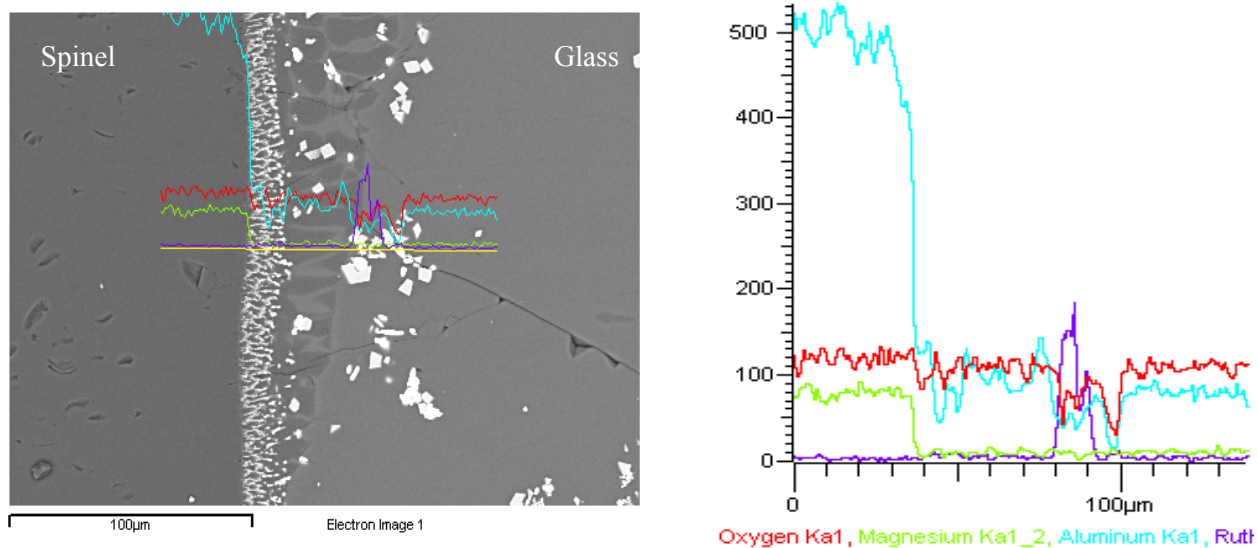 Spinel
Glass
100µm
Electron Image 1
500
400
300
200
100
0
0
100µm
Oxygen Ka1, Magnesium Ka1_2, Aluminum Ka1, Ruth